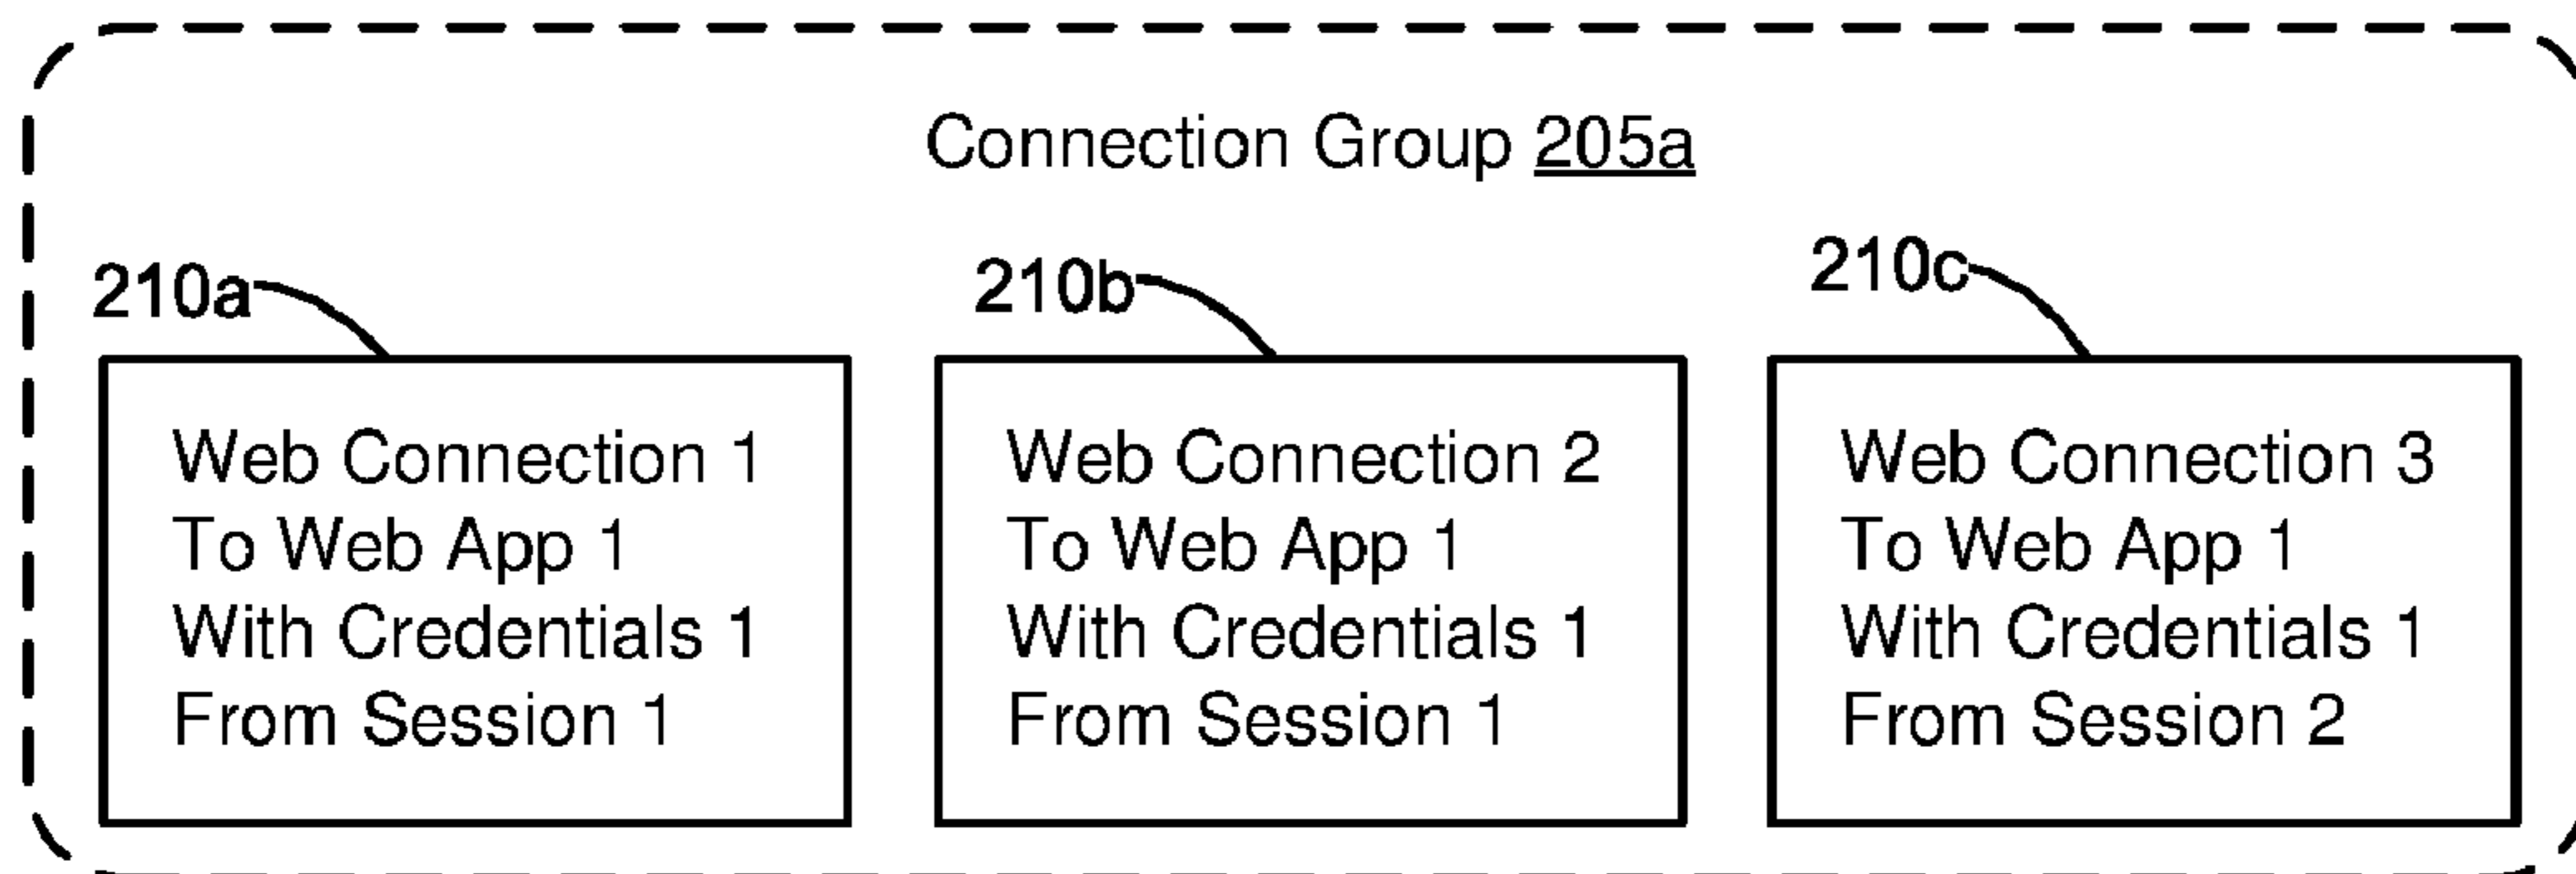 Connection Group 205a
210a
210b
210c
Web Connection 1
To Web App 1
With Credentials 1
From Session 1
Web Connection 2
To Web App 1
With Credentials 1
From Session 1
Web Connection 3
To Web App 1
With Credentials 1
From Session 2